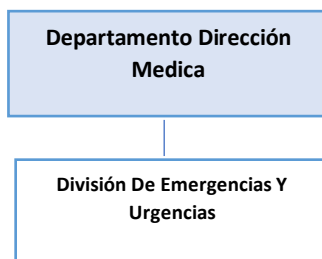 Departamento Dirección
Medica
División De Emergencias Y
Urgencias